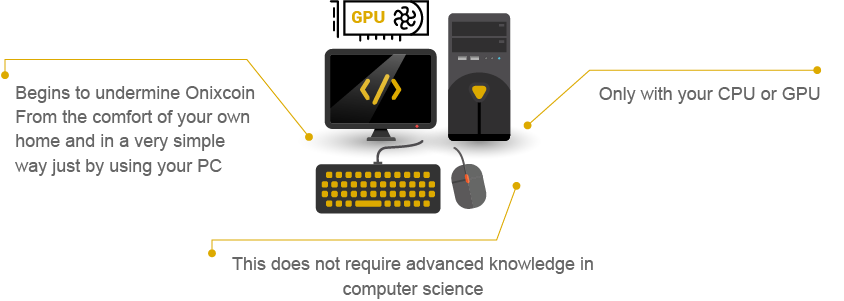 GPU
Begins to undermine Onixcoin
From the comfort of your own
home and in a very simple
way just by using your PC
Only with your CPU or GPU
This does not require advanced knowledge in
computer science